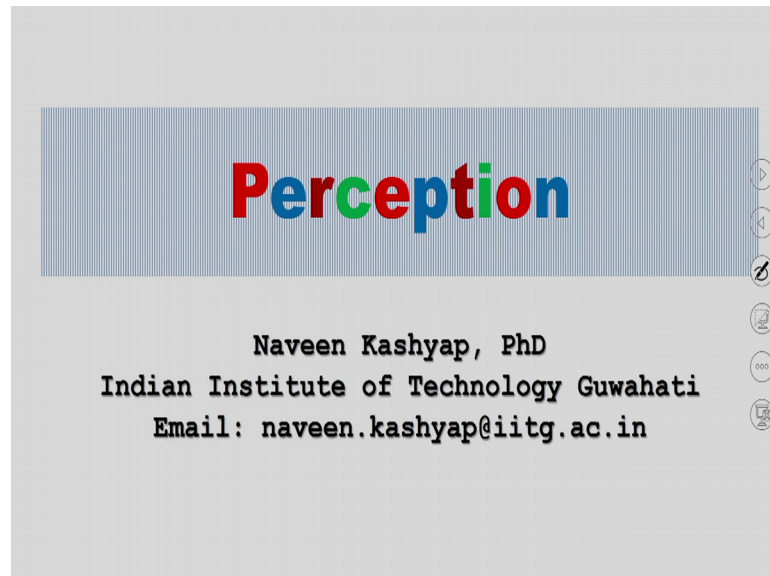 Perception
Naveen Kashyap, PhD
Indian Institute of Technology Guwahati
Email: naveen.kashyap@iitg.ac.in